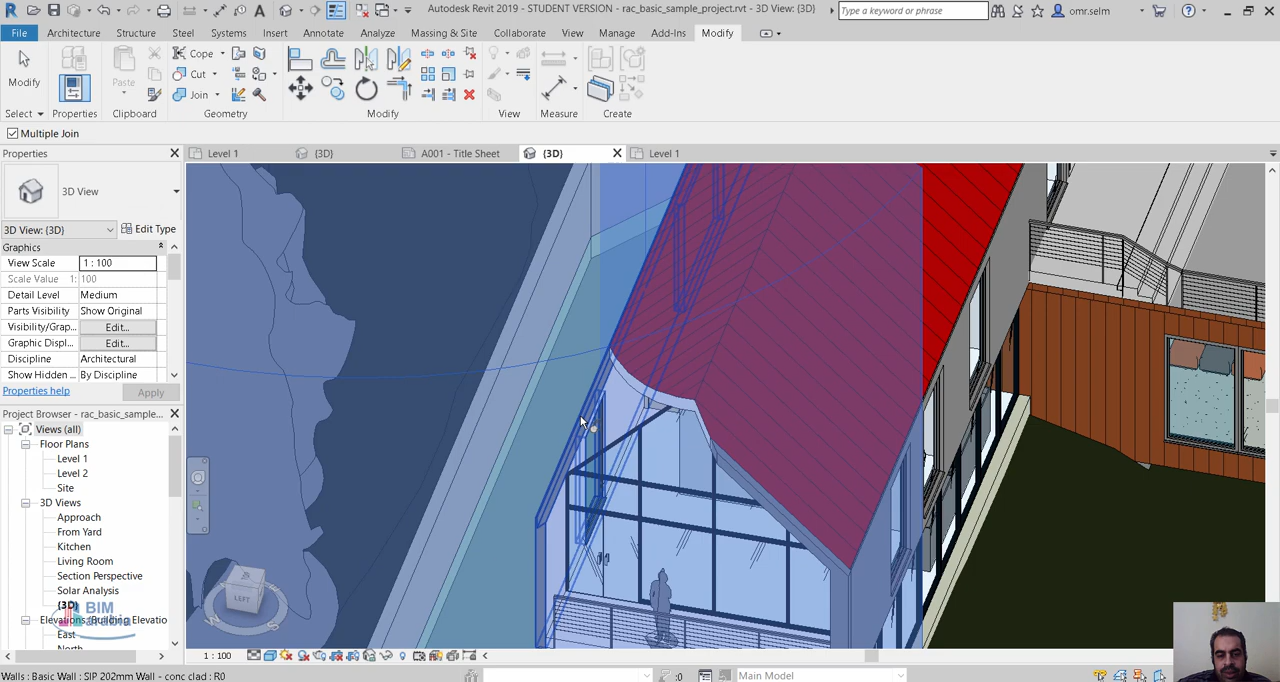 Autodesk Revit 2019 - STUDENT VERSION - rac_basic_sample_project.rvt - 3D View: {3D}
Type a keyword or phrase
omr.selm
File Architecture Structure Steel Systems Insert Annotate Analyze Massing & Site Collaborate View Manage Add-Ins Modify
Cope
Cut
Join
Modify
Paste
Select Properties Clipboard Geometry Modify View Measure Create
Multiple Join
Properties
Level 1 {3D} A001 - Title Sheet {3D} Level 1
3D View
3D View: {3D} Edit Type
Graphics
View Scale 1 : 100
Scale Value 1: 100
Detail Level Medium
Parts Visibility Show Original
Visibility/Grap... Edit...
Graphic Displ... Edit...
Discipline Architectural
Show Hidden ... By Discipline
Properties help Apply
Project Browser - rac_basic_sample...
Views (all)
Floor Plans
Level 1
Level 2
Site
3D Views
Approach
From Yard
Kitchen
Living Room
Section Perspective
Solar Analysis
{3D}
BIM
Elevations (Building Elevatio
East
North
LEFT
1 : 100
Walls : Basic Wall : SIP 202mm Wall - conc clad : R0
:0
Main Model